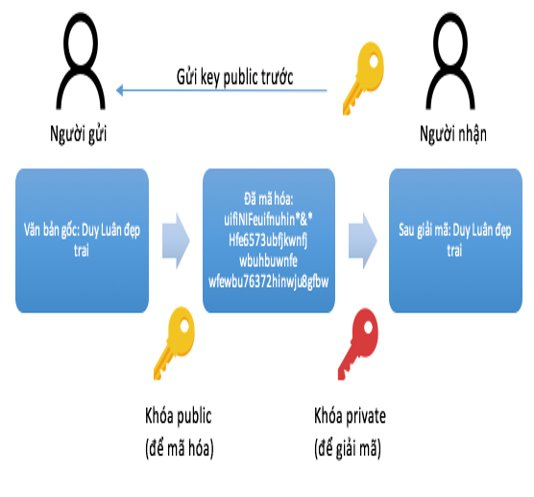 Gửi key public trước
Người gửi
Người nhận
Văn bản gốc: Duy Luân đẹp
trai
Đã mã hóa:
uifiNIFeuifnuhin*&*
Hfe6573ubfjkwnfj
wbuhbuwnfe
wfewbu76372hinwju8gfbw
Sau giải mã: Duy Luân đẹp
trai
Khóa public
(để mã hóa)
Khóa private
(để giải mã)